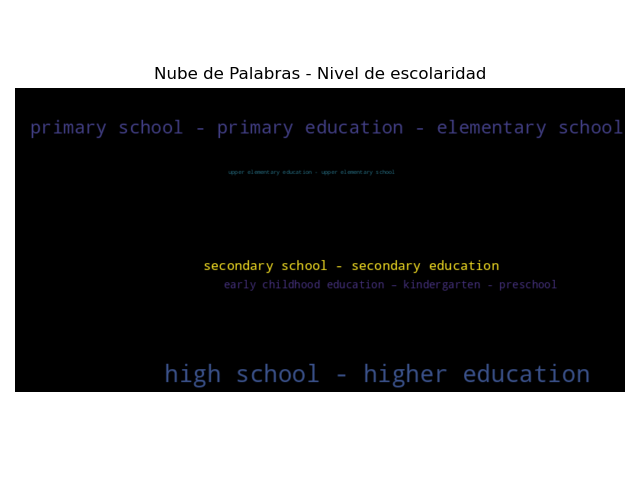 Nube de Palabras - Nivel de escolaridad
primary school - primary education - elementary school
upper elementary education - upper elementary school
secondary school - secondary education
early childhood education - kindergarten - preschool
high school - higher education